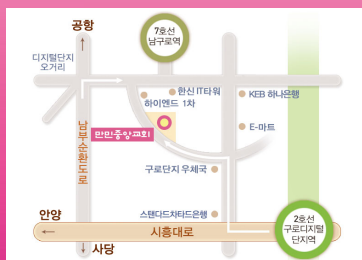 공항
7호선
남구로역
디지털단지
오거리
한신 IT타워
하이엔드 1차
KEB 하나은행
남부순환도로
만민중앙교회
E-마트
구로단지 우체국
안양
스탠다드차타드은행
2호선
구로디지털
단지역
시흥대로
사당